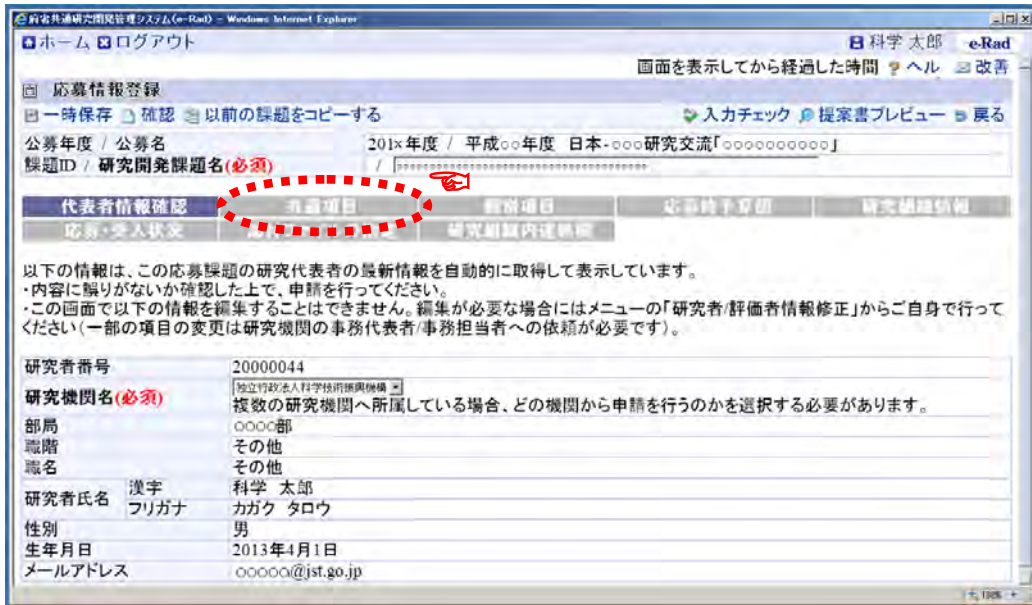 府省共通研究開発管理システム(e-Rad) - Windows Internet Explorer
ホーム ログアウト 科学 太郎 e-Rad
画面を表示してから経過した時間 ヘル 改善
応募情報登録
一時保存 確認 以前の課題をコピーする 入力チェック 提案書プレビュー 戻る
公募年度 / 公募名 201x年度 / 平成○○年度 日本-○○○研究交流「○○○○○○○○○○」
課題ID / 研究開発課題名(必須) /
代表者情報確認 共通項目 個別項目 応募時予算額 研究組織情報
応募・受入状況 研究組織内連絡欄
以下の情報は、この応募課題の研究代表者の最新情報を自動的に取得して表示しています。
・内容に誤りがないか確認した上で、申請を行ってください。
・この画面で以下の情報を編集することはできません。編集が必要な場合にはメニューの「研究者/評価者情報修正」からご自身で行って
ください（一部の項目の変更は研究機関の事務代表者/事務担当者への依頼が必要です）。
研究者番号 20000044
研究機関名(必須) 独立行政法人科学技術振興機構
複数の研究機関へ所属している場合、どの機関から申請を行うのかを選択する必要があります。
部局 ○○○○部
職階 その他
職名 その他
研究者氏名 漢字 科学 太郎
フリガナ カガク タロウ
性別 男
生年月日 2013年4月1日
メールアドレス ○○○○○@jst.go.jp
100%